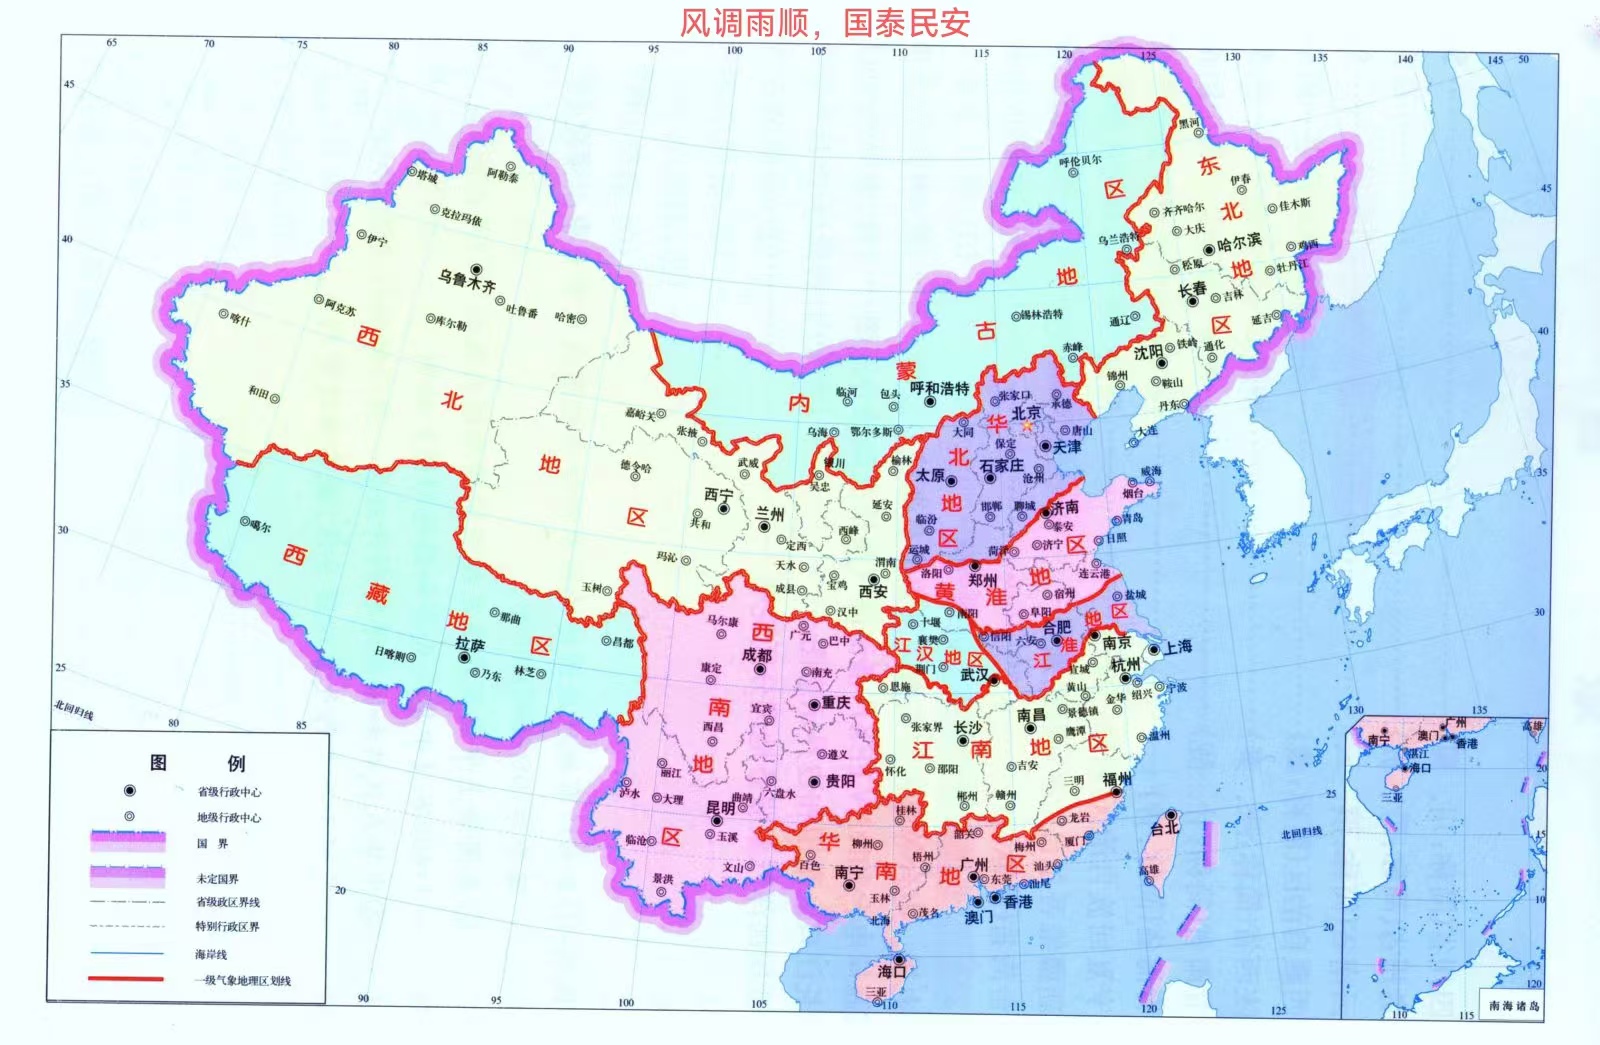 风调雨顺，国泰民安
65 70 75 80 85 90 95 100 105 110 115 120 125 130 135 140 145 50
45
40
35
30
25
45
40
35
30
25
20
黑河
呼伦贝尔
东北地区
伊春
齐齐哈尔
佳木斯
大庆
哈尔滨
鸡西
乌兰浩特
松原
牡丹江
长春
吉林
延吉
通辽
沈阳
铁岭
通化
锦州
鞍山
丹东
大连
内蒙古地区
锡林浩特
赤峰
呼和浩特
临河
包头
乌海
鄂尔多斯
塔城
阿勒泰
克拉玛依
伊宁
乌鲁木齐
吐鲁番
哈密
阿克苏
库尔勒
喀什
和田
西北地区
嘉峪关
张掖
武威
银川
吴忠
榆林
德令哈
西宁
兰州
共和
定西
西峰
延安
玛沁
天水
渭南
成县
宝鸡
西安
玉树
汉中
华北地区
张家口
承德
北京
大同
唐山
保定
天津
太原
石家庄
沧州
邯郸
聊城
临汾
运城
菏泽
济南
泰安
威海
烟台
青岛
济宁
日照
黄淮地区
洛阳
郑州
连云港
宿州
阜阳
南阳
盐城
江淮地区
信阳
六安
合肥
南京
上海
江汉地区
十堰
襄樊
荆门
武汉
西藏地区
噶尔
那曲
昌都
拉萨
日喀则
乃东
林芝
西南地区
马尔康
广元
巴中
成都
康定
南充
重庆
宜宾
西昌
遵义
丽江
贵阳
泸水
大理
曲靖
六盘水
昆明
临沧
玉溪
文山
景洪
江南地区
恩施
宣城
杭州
黄山
金华
绍兴
宁波
张家界
长沙
南昌
景德镇
鹰潭
温州
怀化
邵阳
吉安
三明
福州
郴州
赣州
华南地区
桂林
韶关
龙岩
梅州
厦门
柳州
百色
梧州
广州
汕头
东莞
汕尾
南宁
玉林
香港
澳门
茂名
北海
海口
三亚
台北
高雄
北回归线
80
85
图 例
省级行政中心
地级行政中心
国 界
未定国界
省级政区界线
特别行政区界
海岸线
一级气象地理区划线
20
90 95 100 105 110 115 120 125
北回归线
130 135
广州
高雄
南宁
澳门
香港
湛江
海口
三亚
20
15
10
120
110 115
南海诸岛